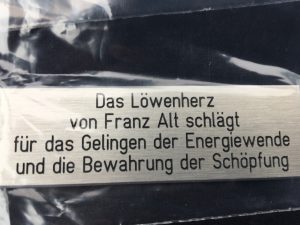 Das Löwenherz
von Franz Alt schlägt
für das Gelingen der Energiewende
und die Bewahrung der Schöpfung